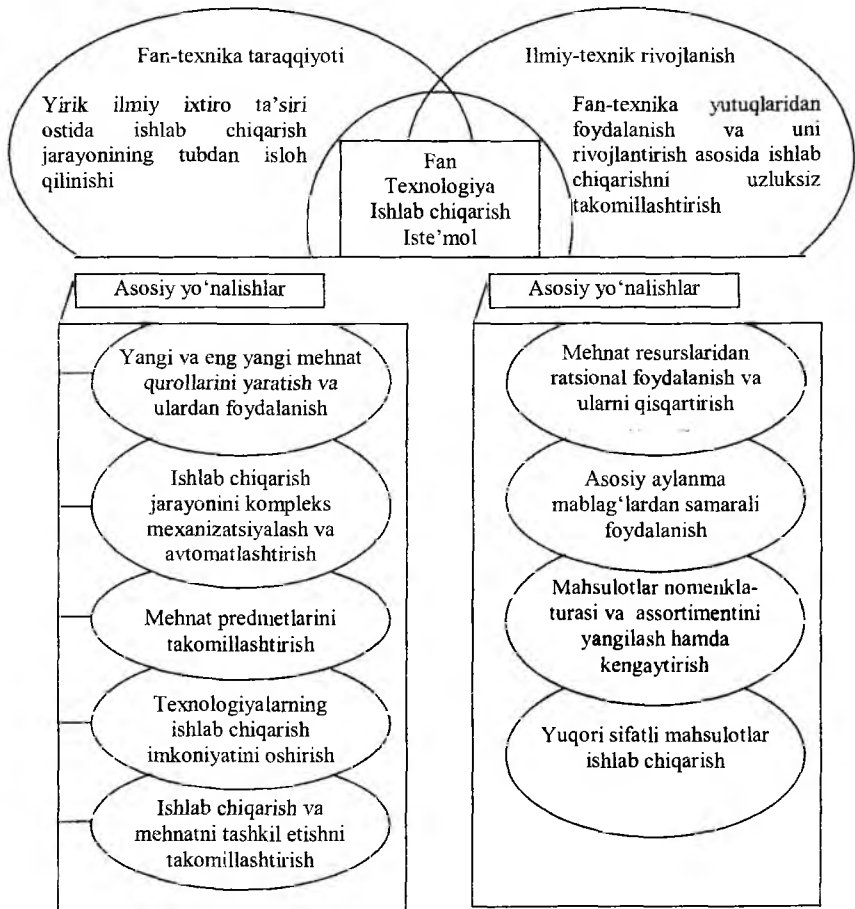 Fan-texnika taraqqiyoti
Yirik ilmiy ixtiro ta’siri
ostida ishlab chiqarish
jarayonining tubdan isloh
qilinishi
Ilmiy-texnik rivojlanish
Fan-texnika yutuqlaridan
foydalanish va uni
rivojlantirish asosida ishlab
chiqarishni uzluksiz
takomillashtirish
Fan
Texnologiya
Ishlab chiqarish
Iste’mol
Asosiy yo‘nalishlar
Yangi va eng yangi mehnat
qurollarini yaratish va
ulardan foydalanish
Ishlab chiqarish
jarayonini kompleks
mexanizatsiyalash va
avtomatlashtirish
Mehnat predmetlarini
takomillashtirish
Texnologiyalarning
ishlab chiqarish
imkoniyatini oshirish
Ishlab chiqarish va
mehnatni tashkil etishni
takomillashtirish
Asosiy yo‘nalishlar
Mehnat resurslaridan
ratsional foydalanish va
ularni qisqartirish
Asosiy aylanma
mablag‘lardan samarali
foydalanish
Mahsulotlar nomenkla-
turasi va assortimentini
yangilash hamda
kengaytirish
Yuqori sifatli mahsulotlar
ishlab chiqarish